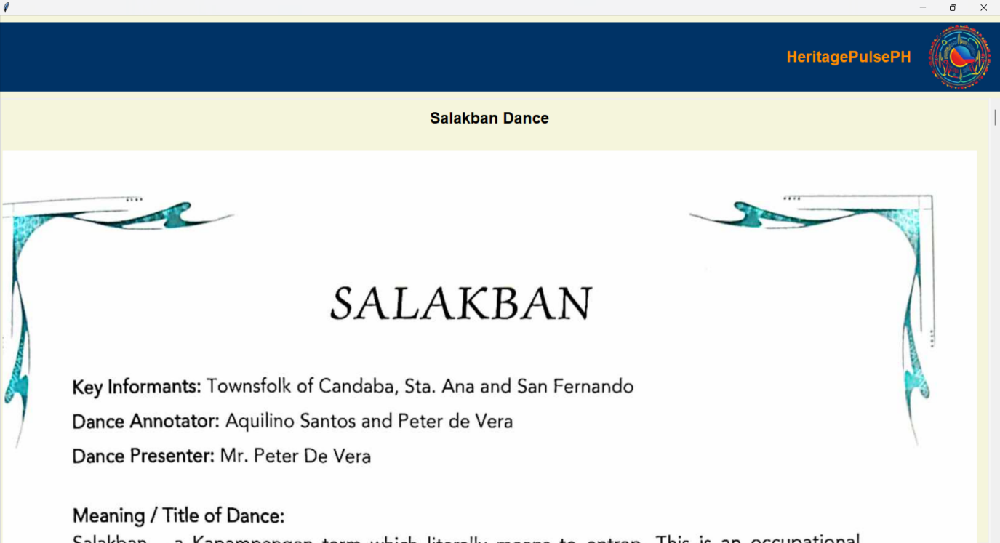 HeritagePulsePH
Salakban Dance
SALAKBAN
Key Informants: Townsfolk of Candaba, Sta. Ana and San Fernando
Dance Annotator: Aquilino Santos and Peter de Vera
Dance Presenter: Mr. Peter De Vera
Meaning / Title of Dance:
Salakban - a Kapampangan term which literally means to entrap. This is an occupational